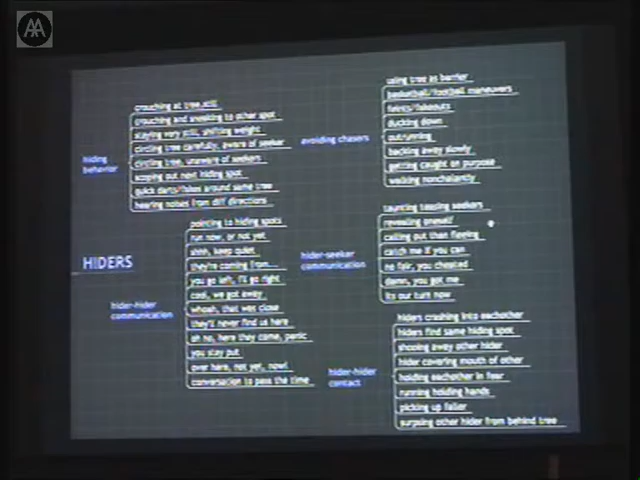 AA
HIDERS
hiding
behavior
crouching at tree still
crouching and sneaking to other spot
staying very still, shifting weight
circling tree carefully, aware of seeker
circling tree, unaware of seekers
scoping out next hiding spot
quick darts/fakes around same tree
hearing noises from diff directions
hider-hider
communication
pointing to hiding spots
run now, or not yet
shhh, keep quiet
they're coming from...
you go left, i'll go right
cool, we got away
whoah, that was close
they'll never find us here
oh no, here they come, panic
you stay put
over here, not yet, now!
conversation to pass the time
avoiding chasers
using tree as barrier
basketball/football maneuvers
feints/fakeouts
ducking down
outrunning
backing away slowly
getting caught on purpose
walking nonchalantly
hider-seeker
communication
taunting teasing seekers
revealing oneself
calling out then fleeing
catch me if you can
no fair, you cheated
damn, you got me
its our turn now
hider-hider
contact
hiders crashing into eachother
hiders find same hiding spot
shooing away other hider
hider covering mouth of other
holding eachother in fear
running holding hands
picking up faller
surprising other hider from behind tree